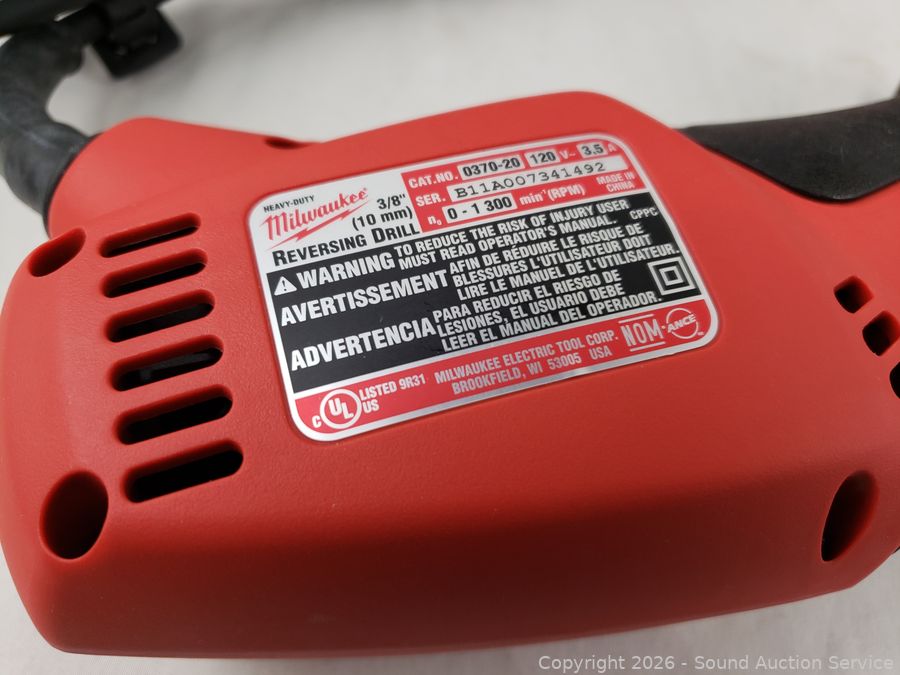 HEAVY-DUTY
Milwaukee
3/8"
(10 mm)
REVERSING DRILL
CAT.NO. 0370-20 120 V~ 3.5 A
SER. B11A007341492
n₀ 0-1 300 min⁻¹(RPM) MADE IN CHINA
WARNING TO REDUCE THE RISK OF INJURY USER
MUST READ OPERATOR'S MANUAL. CPPC
AVERTISSEMENT AFIN DE RÉDUIRE LE RISQUE DE
BLESSURES L'UTILISATEUR DOIT
LIRE LE MANUEL DE L'UTILISATEUR.
ADVERTENCIA PARA REDUCIR EL RIESGO DE
LESIONES, EL USUARIO DEBE
LEER EL MANUAL DEL OPERADOR.
C UL US LISTED 9R31
MILWAUKEE ELECTRIC TOOL CORP.
BROOKFIELD, WI 53005 USA
NOM-ANCE
Copyright 2026 - Sound Auction Service